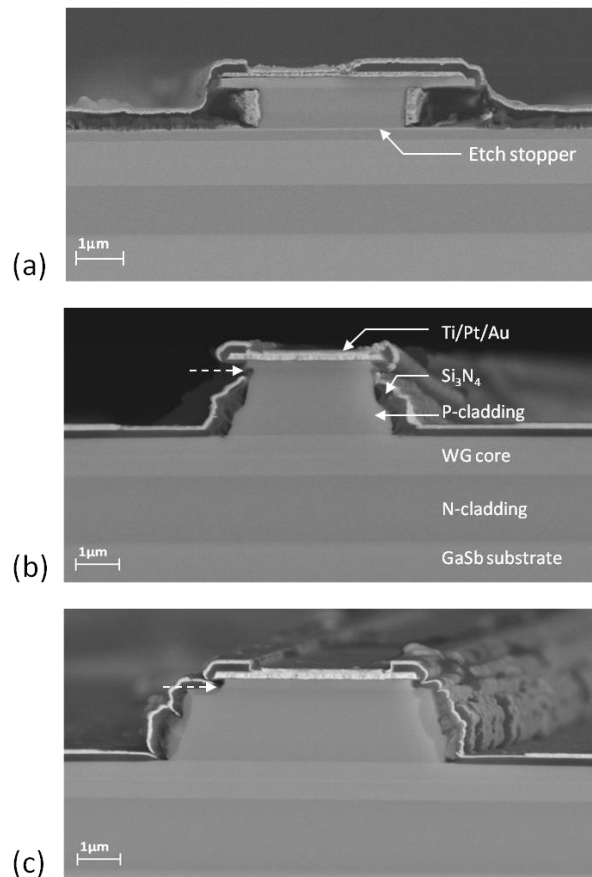 Etch stopper
1μm
(a)
Ti/Pt/Au
Si₃N₄
P-cladding
WG core
N-cladding
1μm
GaSb substrate
(b)
1μm
(c)